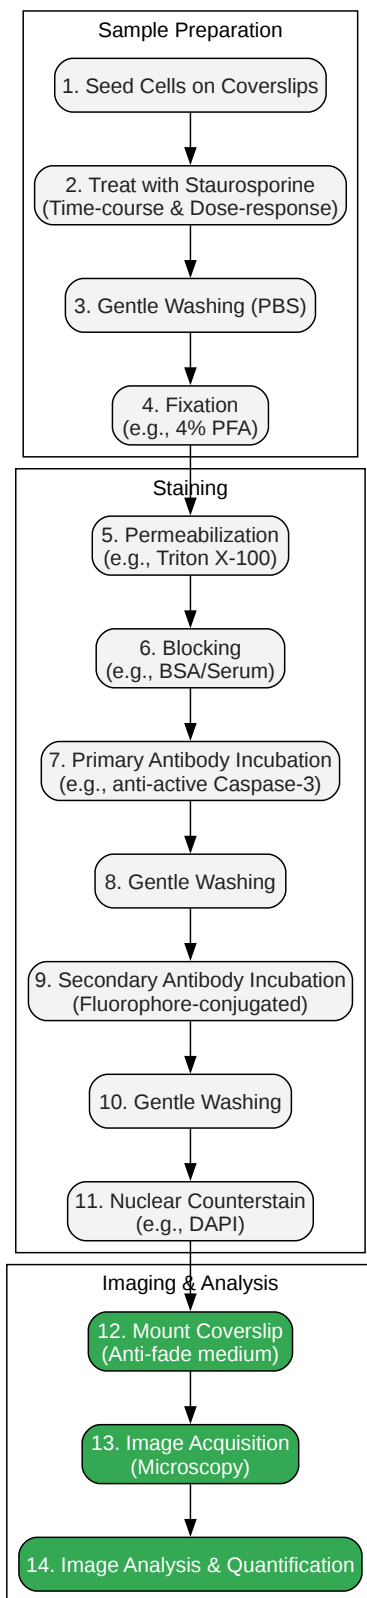 Sample Preparation
1. Seed Cells on Coverslips
2. Treat with Staurosporine
(Time-course & Dose-response)
3. Gentle Washing (PBS)
4. Fixation
(e.g., 4% PFA)
Staining
5. Permeabilization
(e.g., Triton X-100)
6. Blocking
(e.g., BSA/Serum)
7. Primary Antibody Incubation
(e.g., anti-active Caspase-3)
8. Gentle Washing
9. Secondary Antibody Incubation
(Fluorophore-conjugated)
10. Gentle Washing
11. Nuclear Counterstain
(e.g., DAPI)
Imaging & Analysis
12. Mount Coverslip
(Anti-fade medium)
13. Image Acquisition
(Microscopy)
14. Image Analysis & Quantification